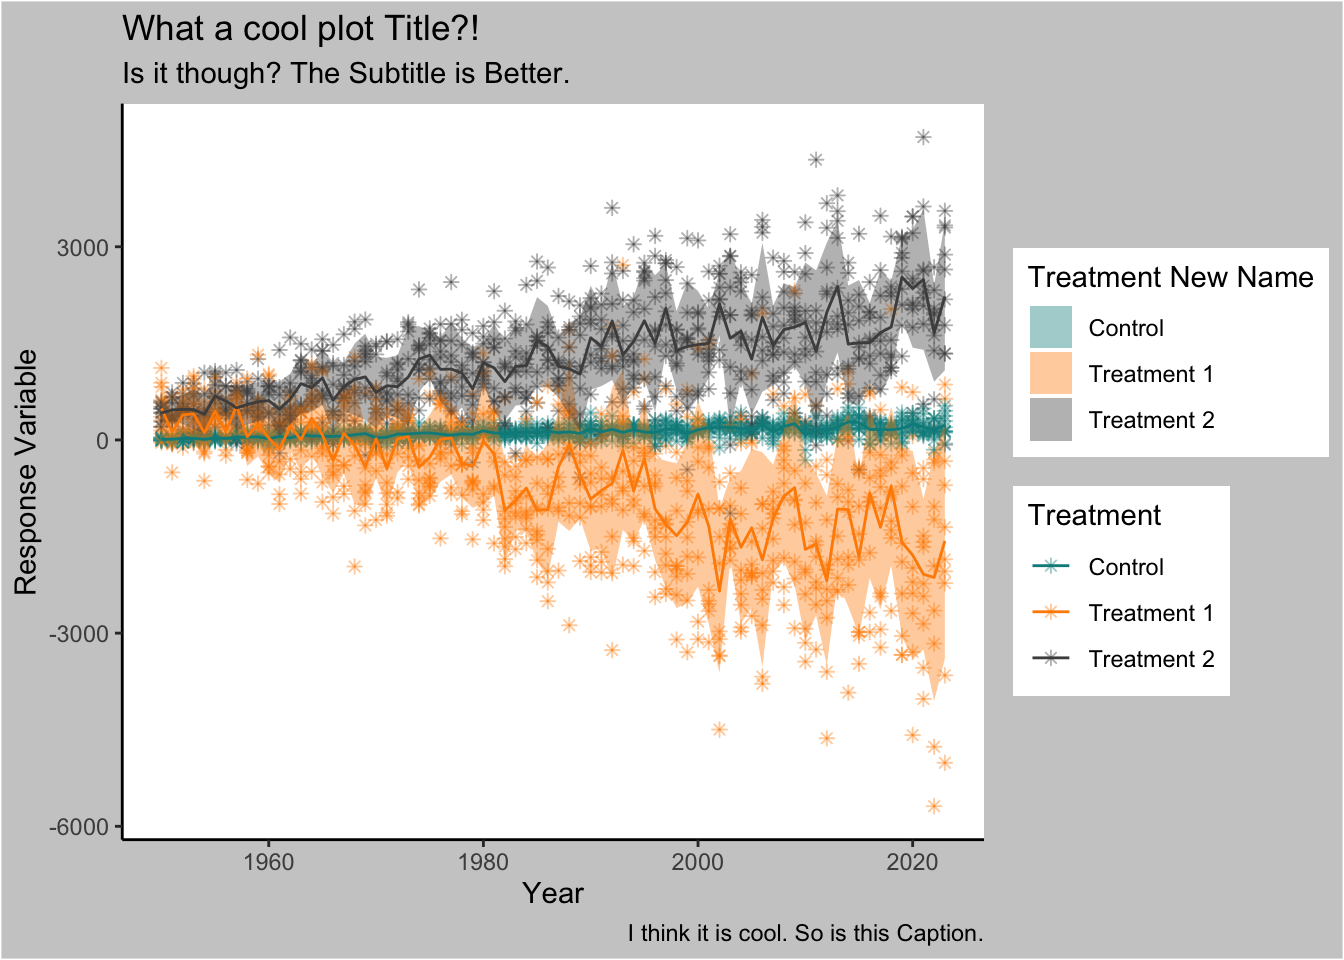 What a cool plot Title?!
Is it though? The Subtitle is Better.
Response Variable
3000
0
-3000
-6000
1960
1980
2000
2020
Year
I think it is cool. So is this Caption.
Treatment New Name
Control
Treatment 1
Treatment 2
Treatment
Control
Treatment 1
Treatment 2